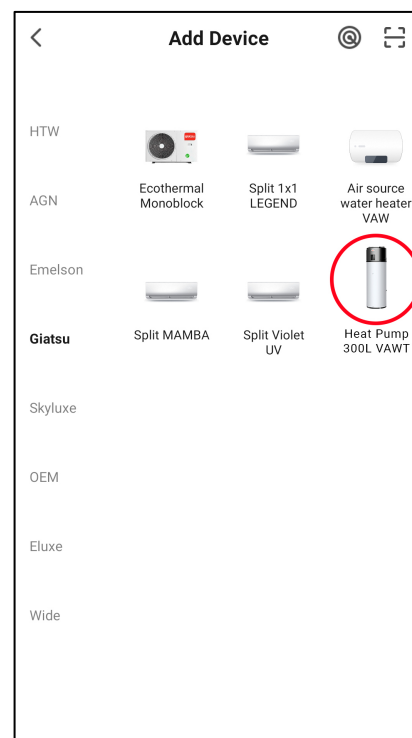 Add Device
HTW
AGN
Emelson
Giatsu
Skyluxe
OEM
Eluxe
Wide
Ecothermal
Monoblock
Split 1x1
LEGEND
Air source
water heater
VAW
Split MAMBA
Split Violet
UV
Heat Pump
300L VAWT